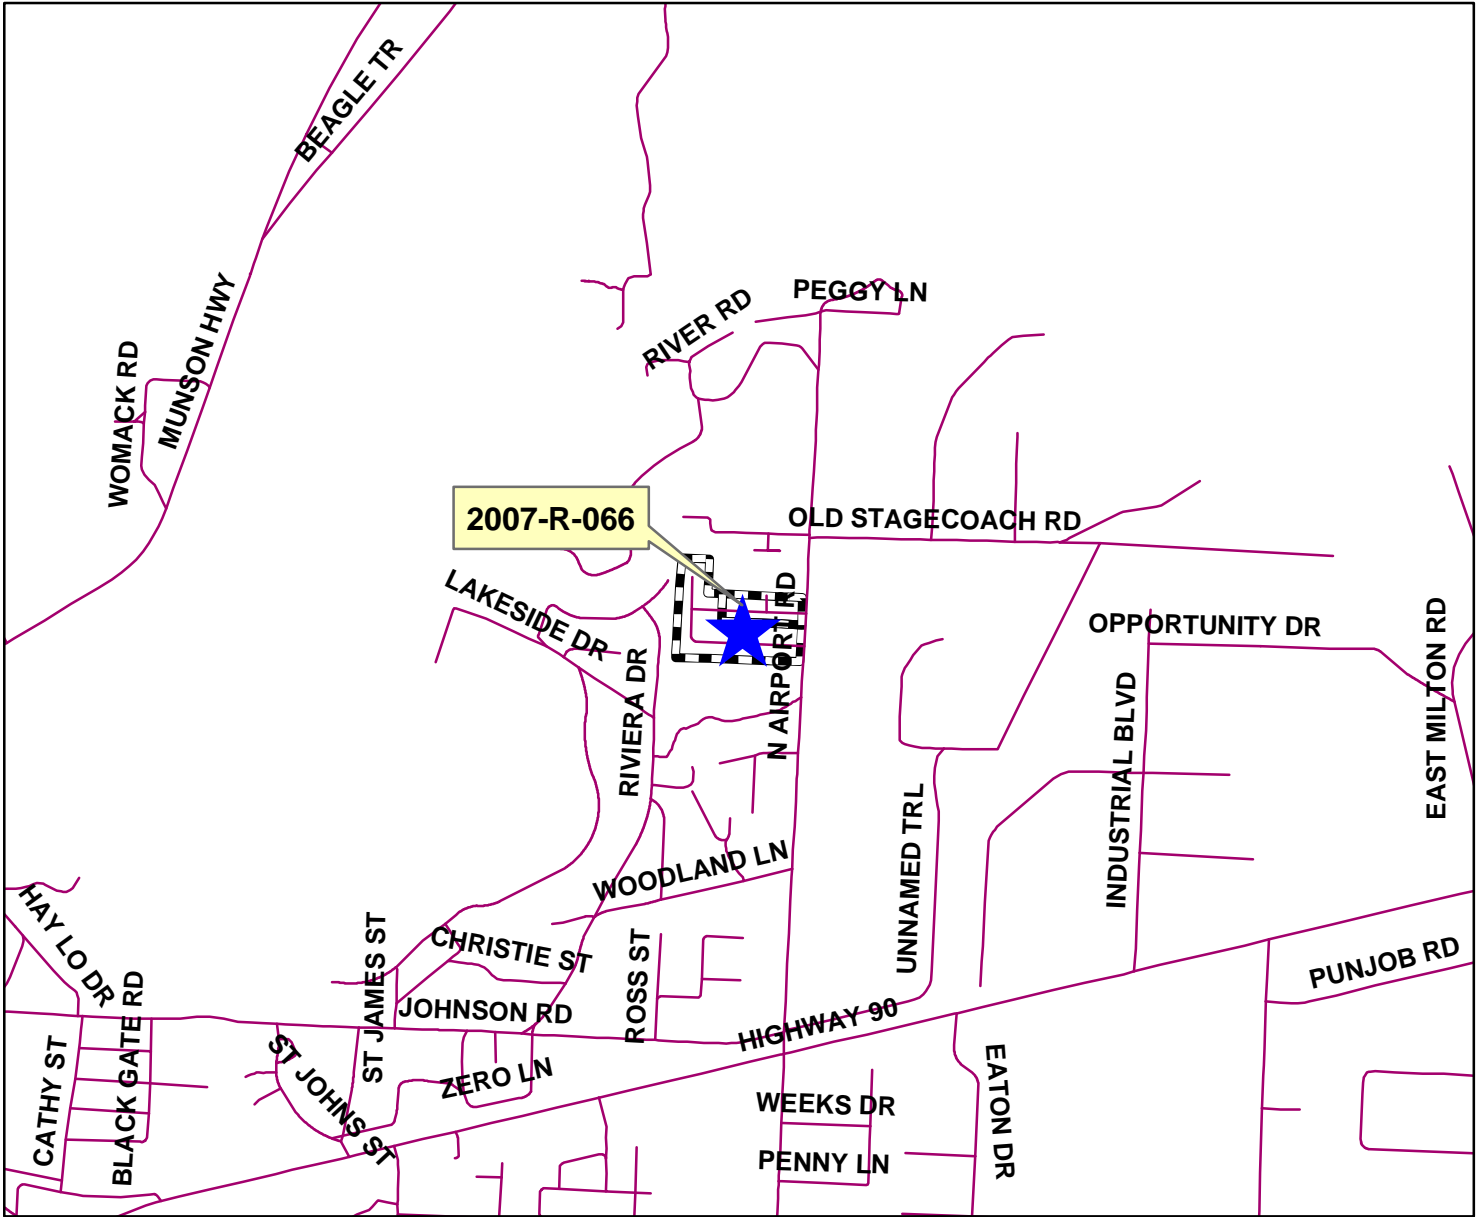 BEAGLE TR
MUNSON HWY
WOMACK RD
RIVER RD
PEGGY LN
2007-R-066
OLD STAGECOACH RD
LAKESIDE DR
RIVIERA DR
N AIRPORT RD
OPPORTUNITY DR
INDUSTRIAL BLVD
EAST MILTON RD
UNNAMED TRL
WOODLAND LN
HAY LO DR
ST JAMES ST
CHRISTIE ST
ROSS ST
JOHNSON RD
HIGHWAY 90
PUNJOB RD
BLACK GATE RD
CATHY ST
ST JOHNS ST
ZERO LN
WEEKS DR
PENNY LN
EATON DR